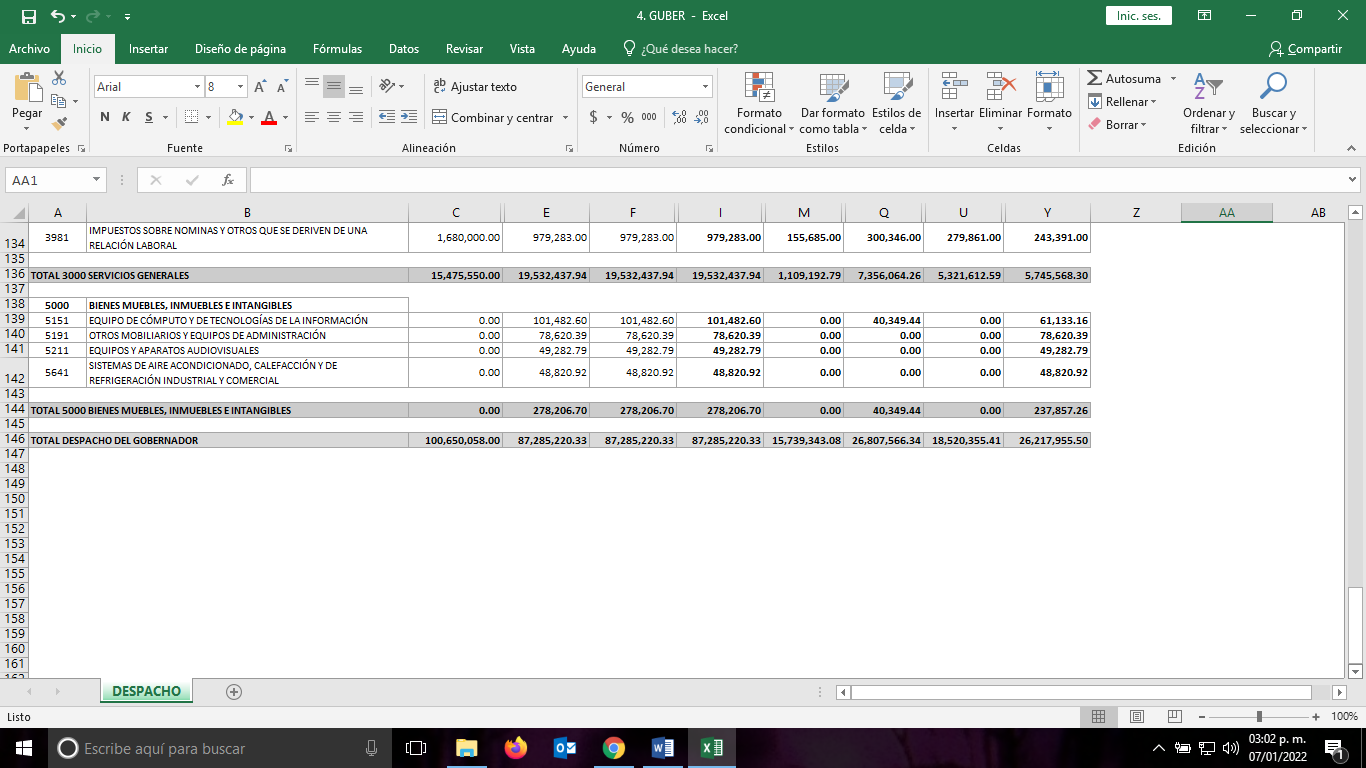 4. GUBER - Excel
Inic. ses.
Archivo Inicio Insertar Diseño de página Fórmulas Datos Revisar Vista Ayuda ¿Qué desea hacer? Compartir
Pegar
Portapapeles
Arial 8 A A
N K S A
Fuente
ab Ajustar texto
Combinar y centrar
Alineación
General
$ % 000
Número
Formato condicional
Dar formato como tabla
Estilos de celda
Estilos
Insertar Eliminar Formato
Celdas
Autosuma
Rellenar
Borrar
Ordenar y filtrar
Buscar y seleccionar
Edición
AA1 fx
A B C E F I M Q U Y Z AA AB
134 3981 IMPUESTOS SOBRE NOMINAS Y OTROS QUE SE DERIVEN DE UNA
RELACIÓN LABORAL 1,680,000.00 979,283.00 979,283.00 979,283.00 155,685.00 300,346.00 279,861.00 243,391.00
135
136 TOTAL 3000 SERVICIOS GENERALES 15,475,550.00 19,532,437.94 19,532,437.94 19,532,437.94 1,109,192.79 7,356,064.26 5,321,612.59 5,745,568.30
137
138 5000 BIENES MUEBLES, INMUEBLES E INTANGIBLES
139 5151 EQUIPO DE CÓMPUTO Y DE TECNOLOGÍAS DE LA INFORMACIÓN 0.00 101,482.60 101,482.60 101,482.60 0.00 40,349.44 0.00 61,133.16
140 5191 OTROS MOBILIARIOS Y EQUIPOS DE ADMINISTRACIÓN 0.00 78,620.39 78,620.39 78,620.39 0.00 0.00 0.00 78,620.39
141 5211 EQUIPOS Y APARATOS AUDIOVISUALES 0.00 49,282.79 49,282.79 49,282.79 0.00 0.00 0.00 49,282.79
142 5641 SISTEMAS DE AIRE ACONDICIONADO, CALEFACCIÓN Y DE
REFRIGERACIÓN INDUSTRIAL Y COMERCIAL 0.00 48,820.92 48,820.92 48,820.92 0.00 0.00 0.00 48,820.92
143
144 TOTAL 5000 BIENES MUEBLES, INMUEBLES E INTANGIBLES 0.00 278,206.70 278,206.70 278,206.70 0.00 40,349.44 0.00 237,857.26
145
146 TOTAL DESPACHO DEL GOBERNADOR 100,650,058.00 87,285,220.33 87,285,220.33 87,285,220.33 15,739,343.08 26,807,566.34 18,520,355.41 26,217,955.50
147
148
149
150
151
152
153
154
155
156
157
158
159
160
161
162
DESPACHO
Listo 100%
Escribe aquí para buscar
03:02 p. m.
07/01/2022
1